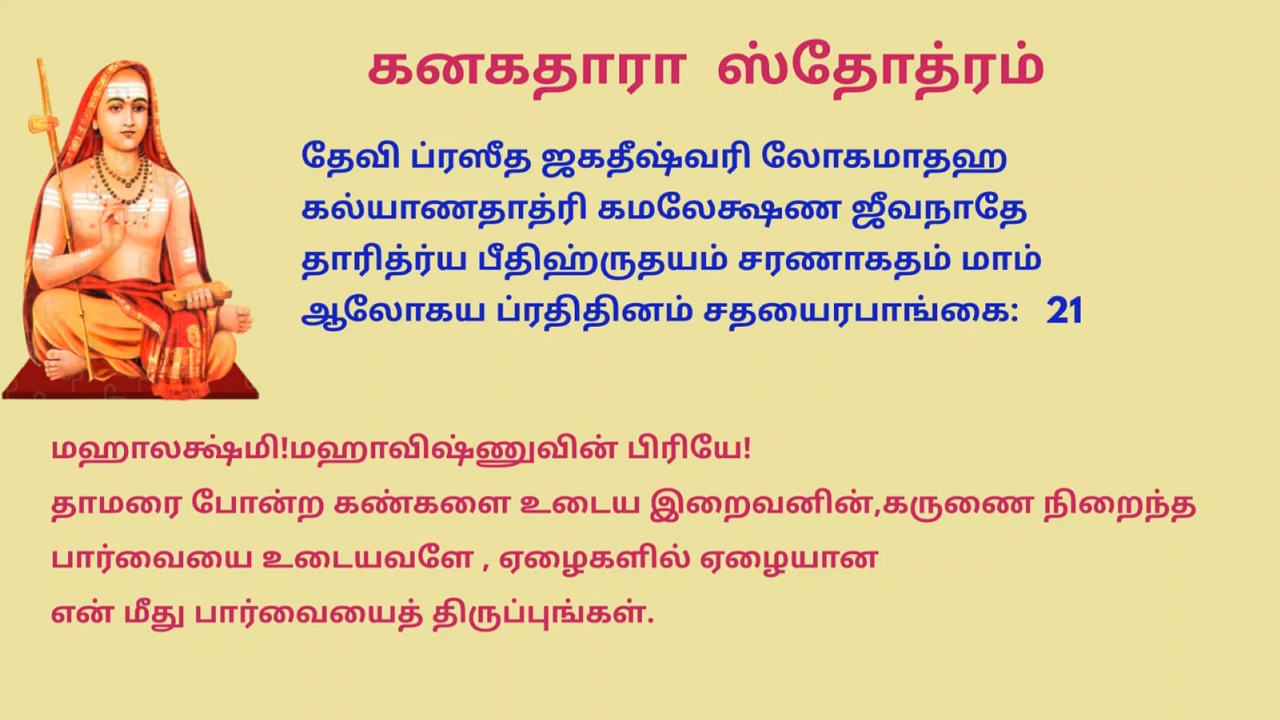 கனகதாரா ஸ்தோத்ரம்
தேவி ப்ரஸீத ஜகதீஷ்வரி லோகமாதஹ
கல்யாணதாத்ரி கமலேக்ஷண ஜீவநாதே
தாரித்ர்ய பீதிஹ்ருதயம் சரணாகதம் மாம்
ஆலோகய ப்ரதிதினம் சதயைரபாங்கை: 21
மஹாலக்ஷ்மி!மஹாவிஷ்ணுவின் பிரியே!
தாமரை போன்ற கண்களை உடைய இறைவனின்,கருணை நிறைந்த
பார்வையை உடையவளே , ஏழைகளில் ஏழையான
என் மீது பார்வையைத் திருப்புங்கள்.